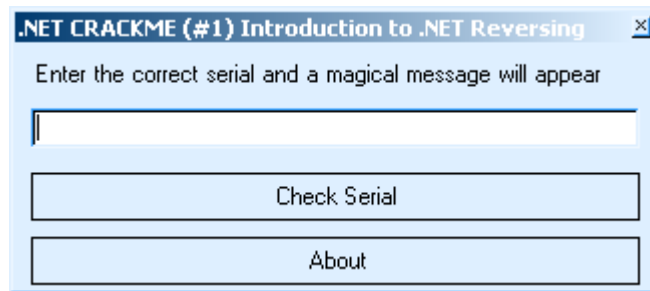 .NET CRACKME (#1) Introduction to .NET Reversing
Enter the correct serial and a magical message will appear
Check Serial
About